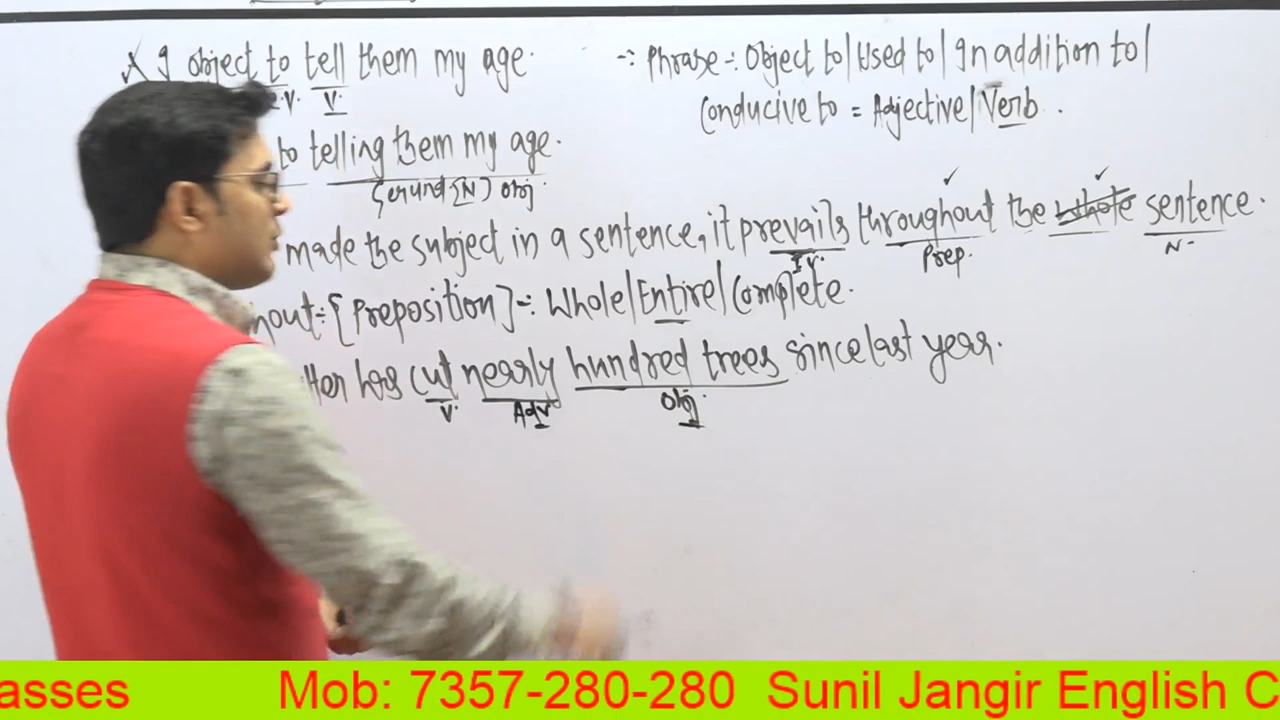 ✗ I object to tell them my age.
V.
∴ Phrase ∴ Object to/Used to/In addition to/
Conducive to = Adjective/Verb.
to telling them my age.
Gerund [N] Obj
made the subject in a sentence, it prevails throughout the whole sentence.
I.V. Prep. N
hout = [Preposition] ∴ Whole/Entire/Complete.
has cut nearly hundred trees since last year.
V. Adv Obj.
asses Mob: 7357-280-280 Sunil Jangir English C